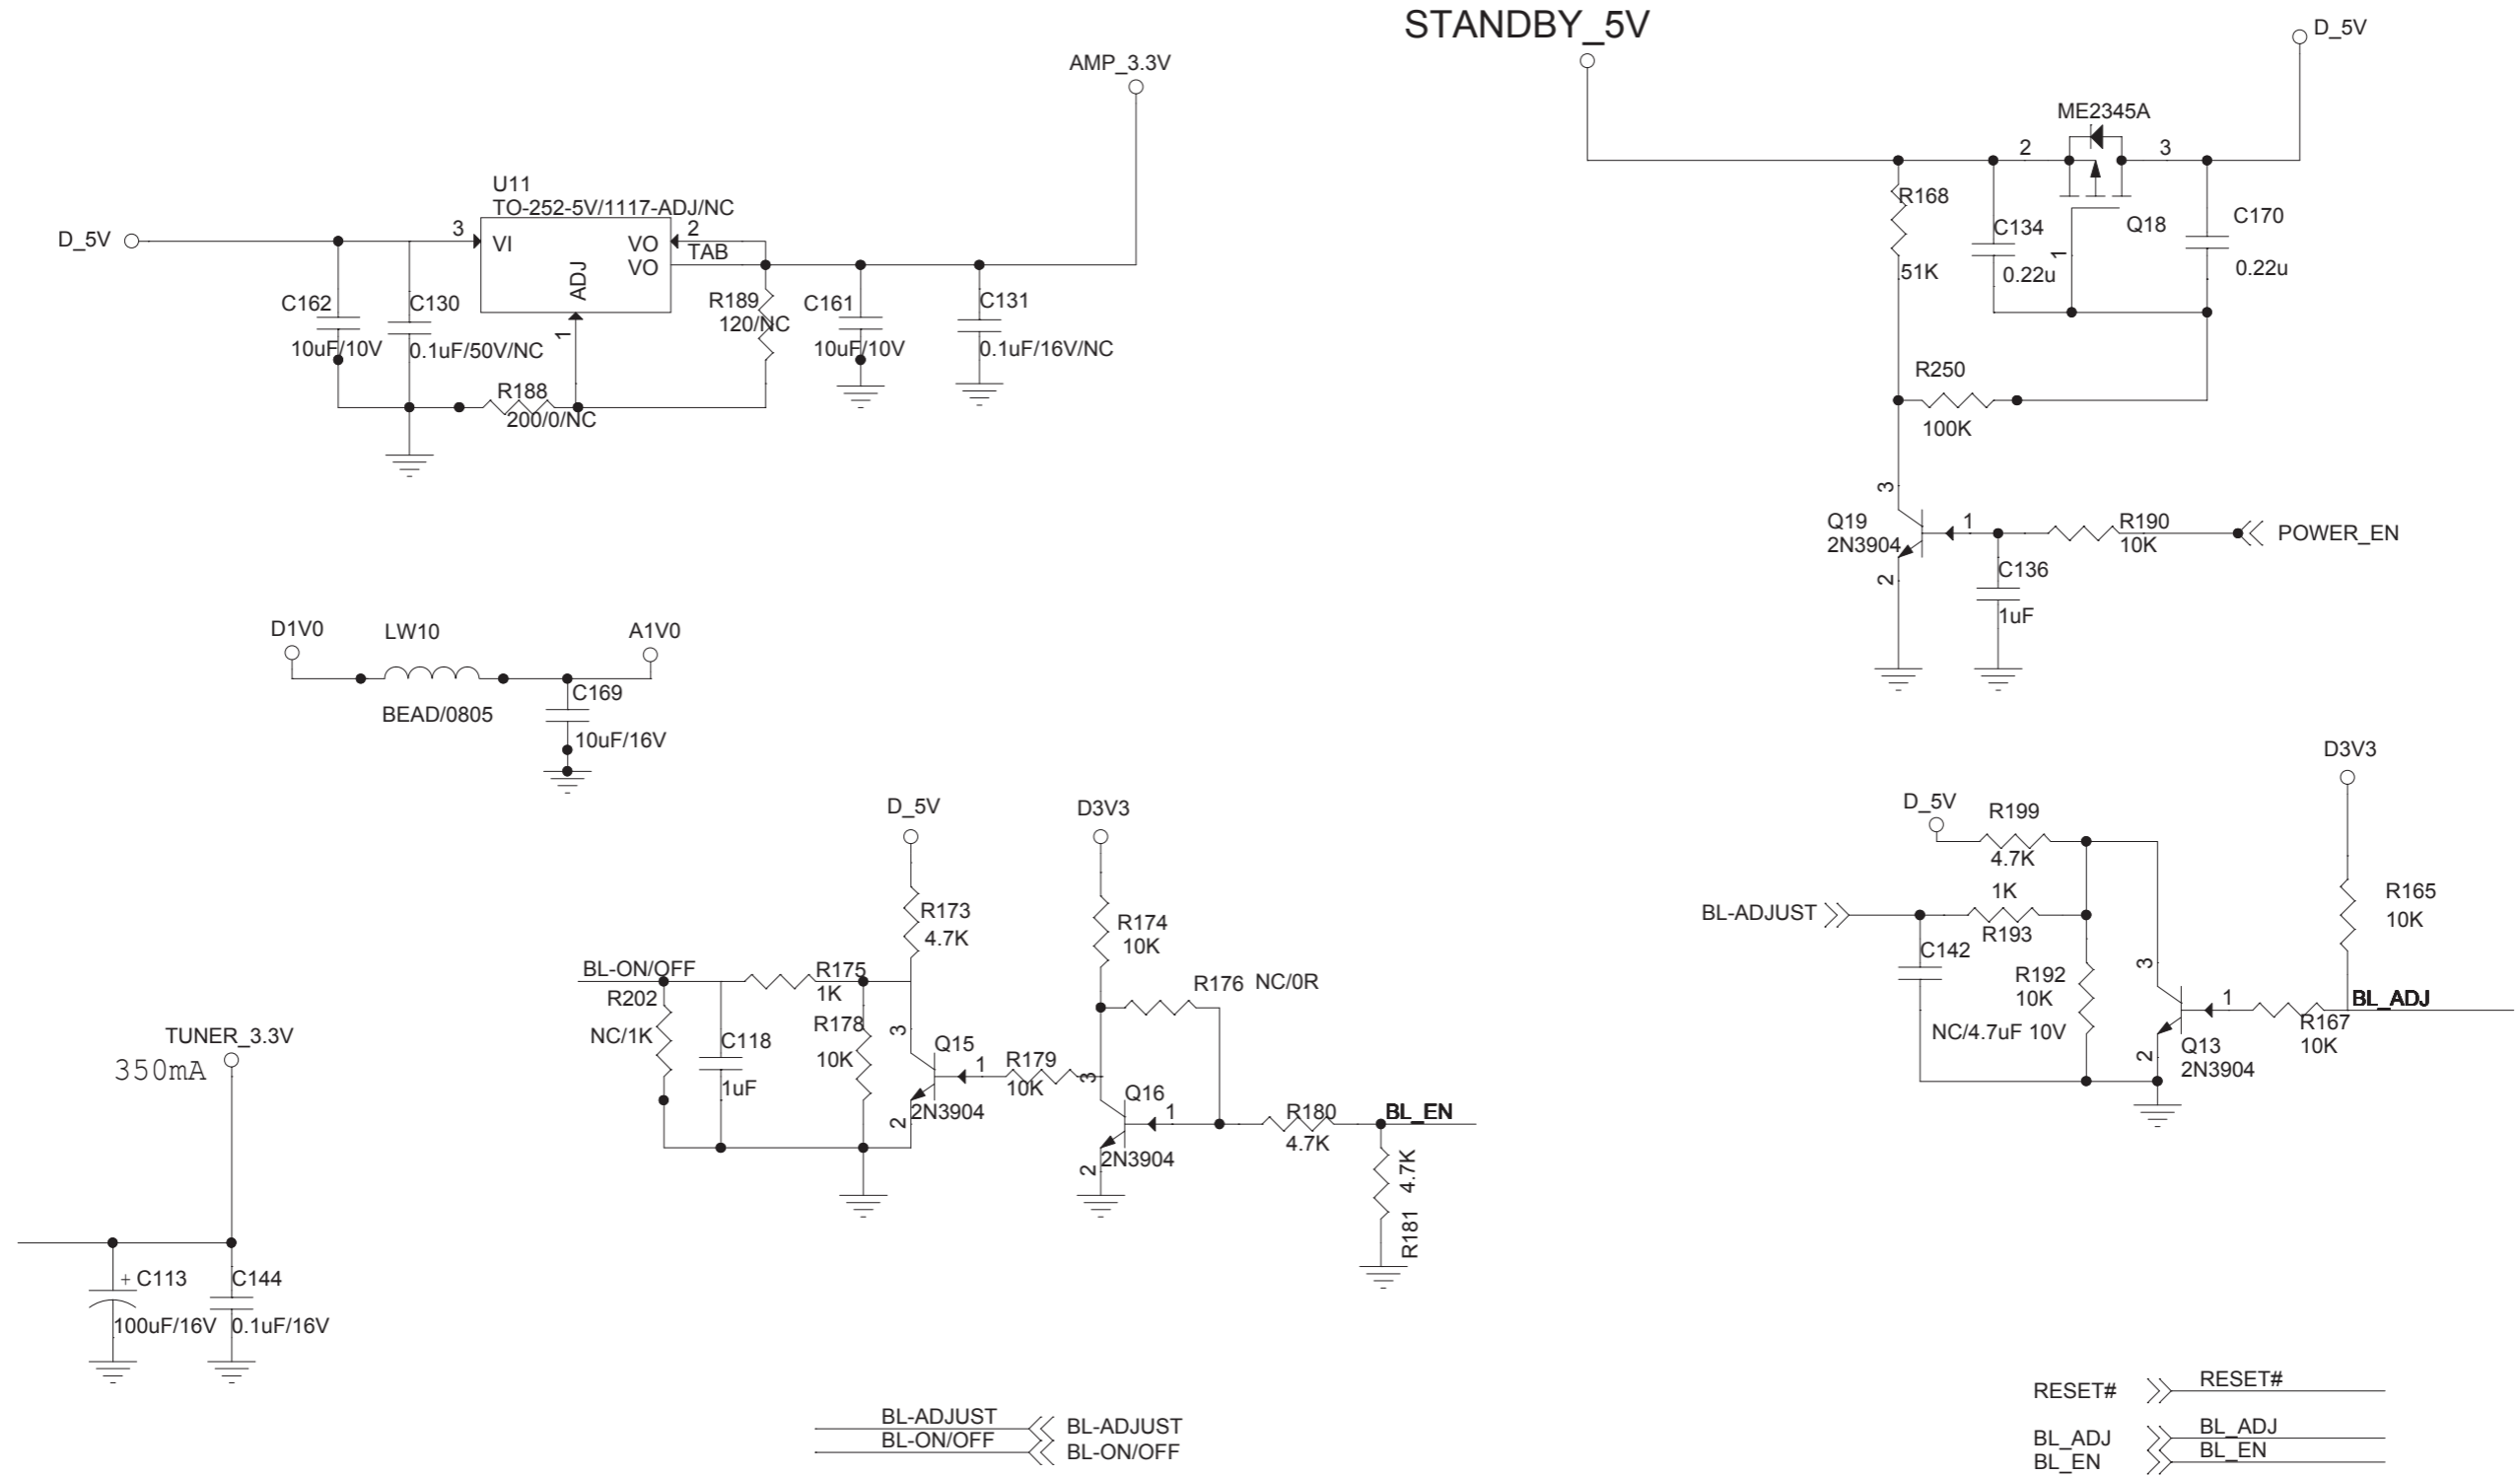 STANDBY_5V
D_5V
AMP_3.3V
ME2345A
2
3
U11
TO-252-5V/1117-ADJ/NC
D_5V
3
VI
VO
2
VO
TAB
ADJ
1
R168
51K
C134
0.22u
1
Q18
C170
0.22u
C162
10uF/10V
C130
0.1uF/50V/NC
R189
120/NC
C161
10uF/10V
C131
0.1uF/16V/NC
R188
200/0/NC
R250
100K
3
Q19
2N3904
1
2
R190
10K
POWER_EN
C136
1uF
D1V0
LW10
A1V0
BEAD/0805
C169
10uF/16V
D_5V
D3V3
R173
4.7K
R174
10K
BL-ON/OFF
R175
1K
R176
NC/0R
R202
NC/1K
C118
1uF
R178
10K
3
Q15
1
2
2N3904
R179
10K
3
Q16
1
2
2N3904
R180
4.7K
BL_EN
4.7K
R181
D3V3
D_5V
R199
4.7K
1K
BL-ADJUST
R193
R165
10K
C142
NC/4.7uF 10V
R192
10K
3
1
2
Q13
2N3904
R167
10K
BL_ADJ
TUNER_3.3V
350mA
+ C113
100uF/16V
C144
0.1uF/16V
BL-ADJUST
BL-ADJUST
BL-ON/OFF
BL-ON/OFF
RESET#
RESET#
BL_ADJ
BL_ADJ
BL_EN
BL_EN